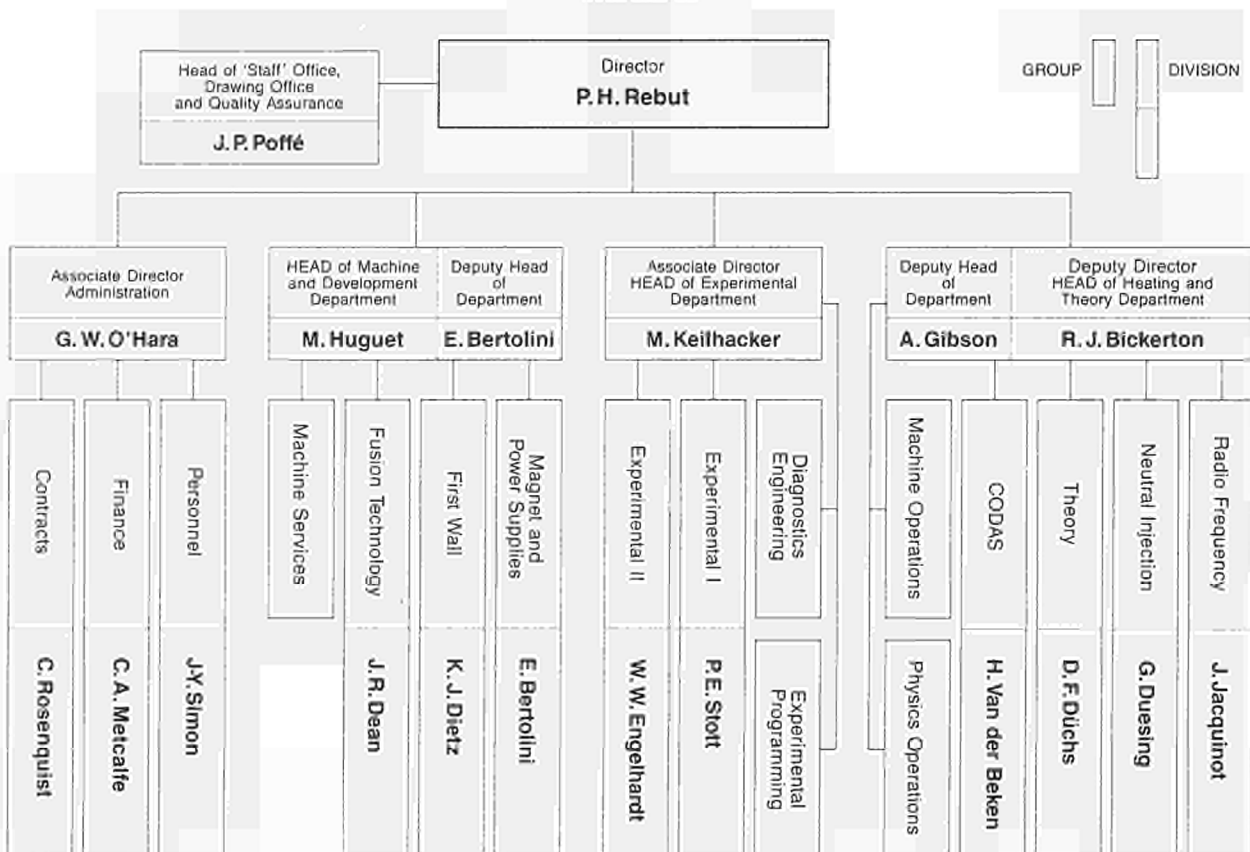 Head of 'Staff' Office,
Drawing Office
and Quality Assurance
J. P. Poffé
Director
P. H. Rebut
GROUP
DIVISION
Associate Director
Administration
G. W. O'Hara
HEAD of Machine
and Development
Department
M. Huguet
Deputy Head
of
Department
E. Bertolini
Associate Director
HEAD of Experimental
Department
M. Keilhacker
Deputy Head
of
Department
A. Gibson
Deputy Director
HEAD of Heating and
Theory Department
R. J. Bickerton
Contracts
C. Rosenquist
Finance
C. A. Metcalfe
Personnel
J-Y. Simon
Machine Services
Fusion Technology
J. R. Dean
First Wall
K. J. Dietz
Magnet and
Power Supplies
E. Bertolini
Experimental II
W. W. Engelhardt
Experimental I
P. E. Stott
Diagnostics
Engineering
Experimental
Programming
Machine Operations
Physics Operations
CODAS
H. Van der Beken
Theory
D. F. Düchs
Neutral Injection
G. Duesing
Radio Frequency
J. Jacquinot